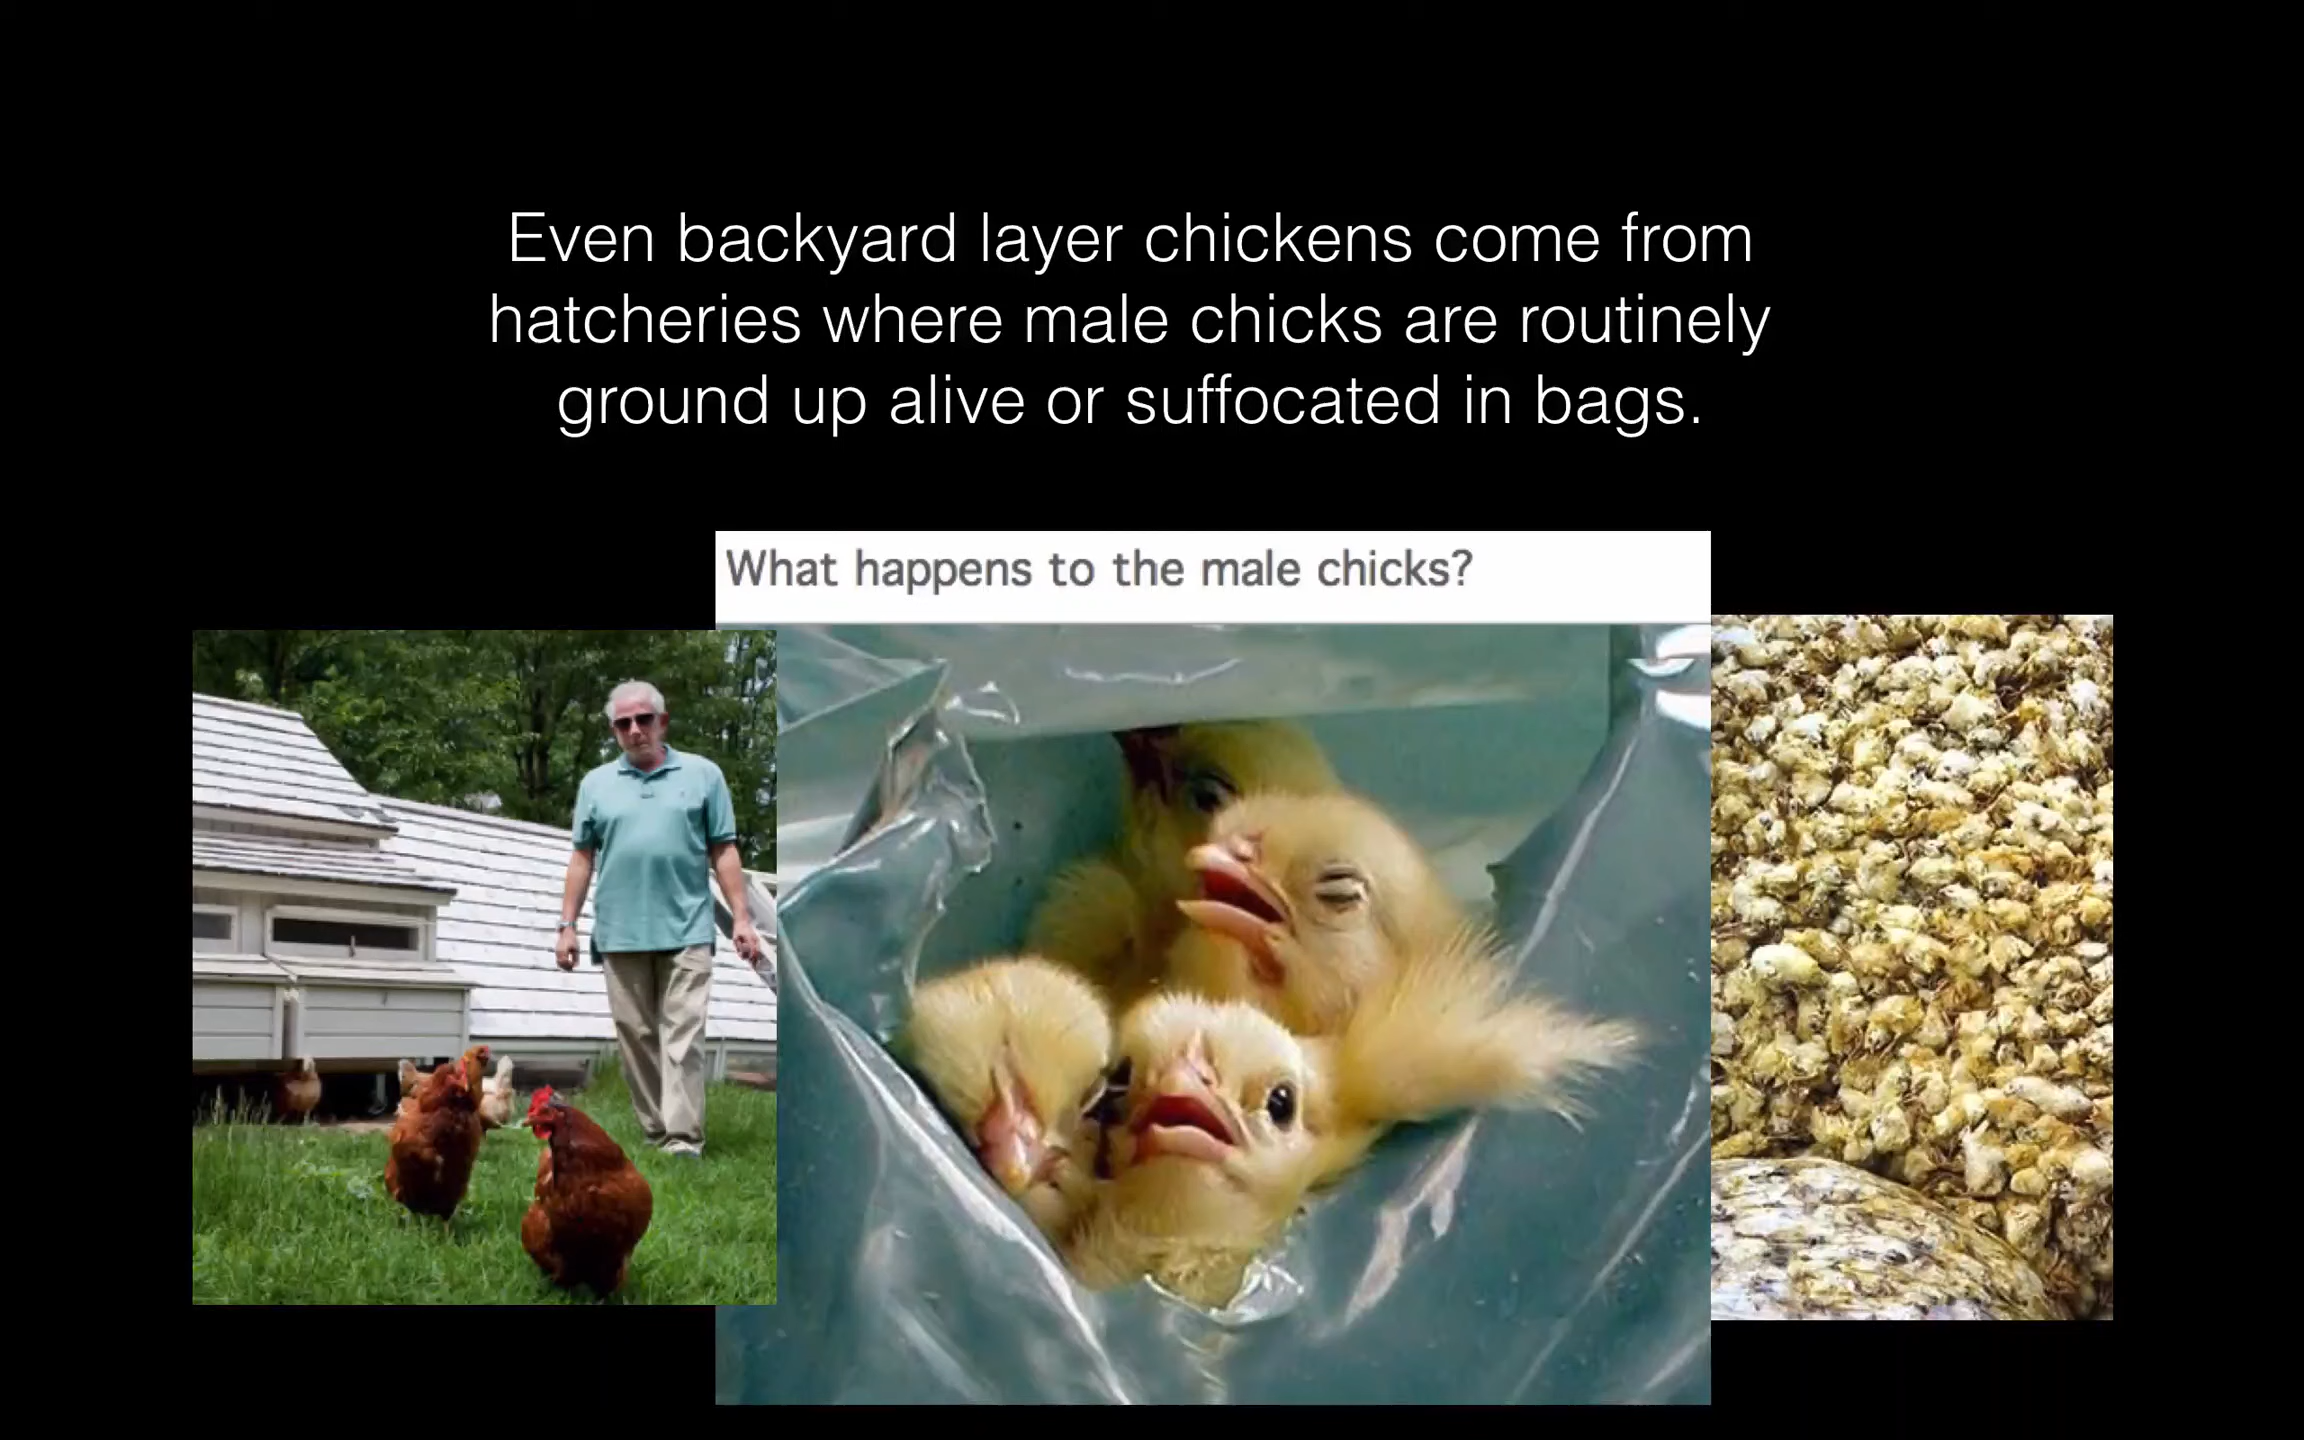 Even backyard layer chickens come from
hatcheries where male chicks are routinely
ground up alive or suffocated in bags.
What happens to the male chicks?